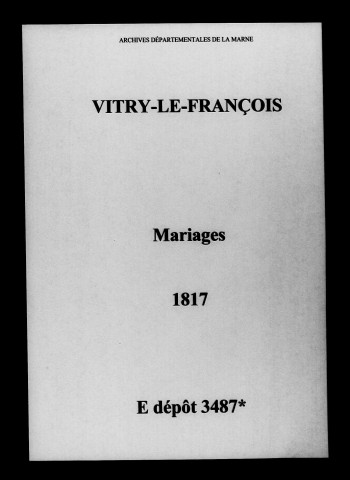 ARCHIVES DÉPARTEMENTALES DE LA MARNE
VITRY-LE-FRANÇOIS
Mariages
1817
E dépôt 3487*